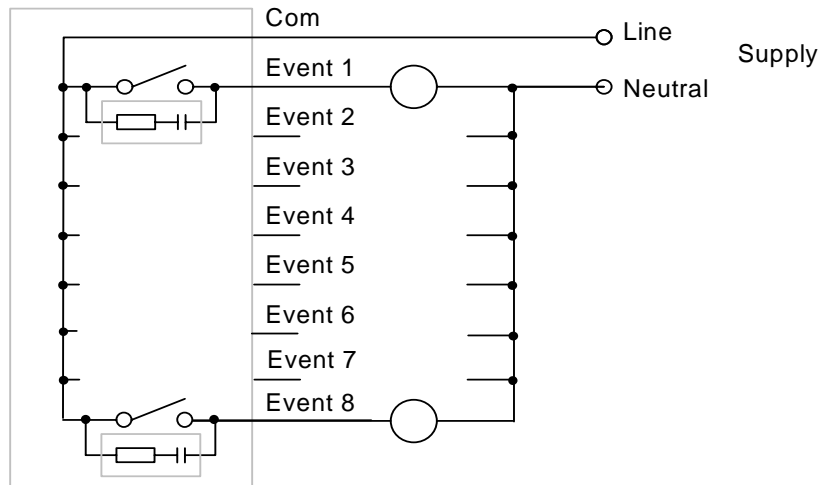 Com
Line
Supply
Event 1
Neutral
Event 2
Event 3
Event 4
Event 5
Event 6
Event 7
Event 8